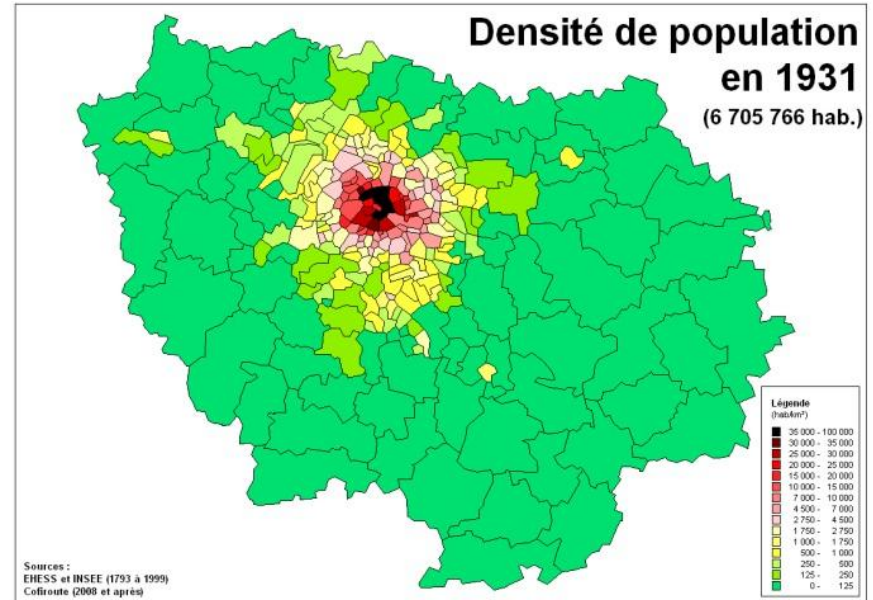 Densité de population
en 1931
(6 705 766 hab.)
Légende
(hab/km²)
35 000 - 100 000
30 000 - 35 000
25 000 - 30 000
20 000 - 25 000
15 000 - 20 000
10 000 - 15 000
7 000 - 10 000
4 500 - 7 000
2 750 - 4 500
1 750 - 2 750
1 000 - 1 750
500 - 1 000
250 - 500
125 - 250
0 - 125
Sources :
EHESS et INSEE (1793 à 1999)
Cofiroute (2008 et après)